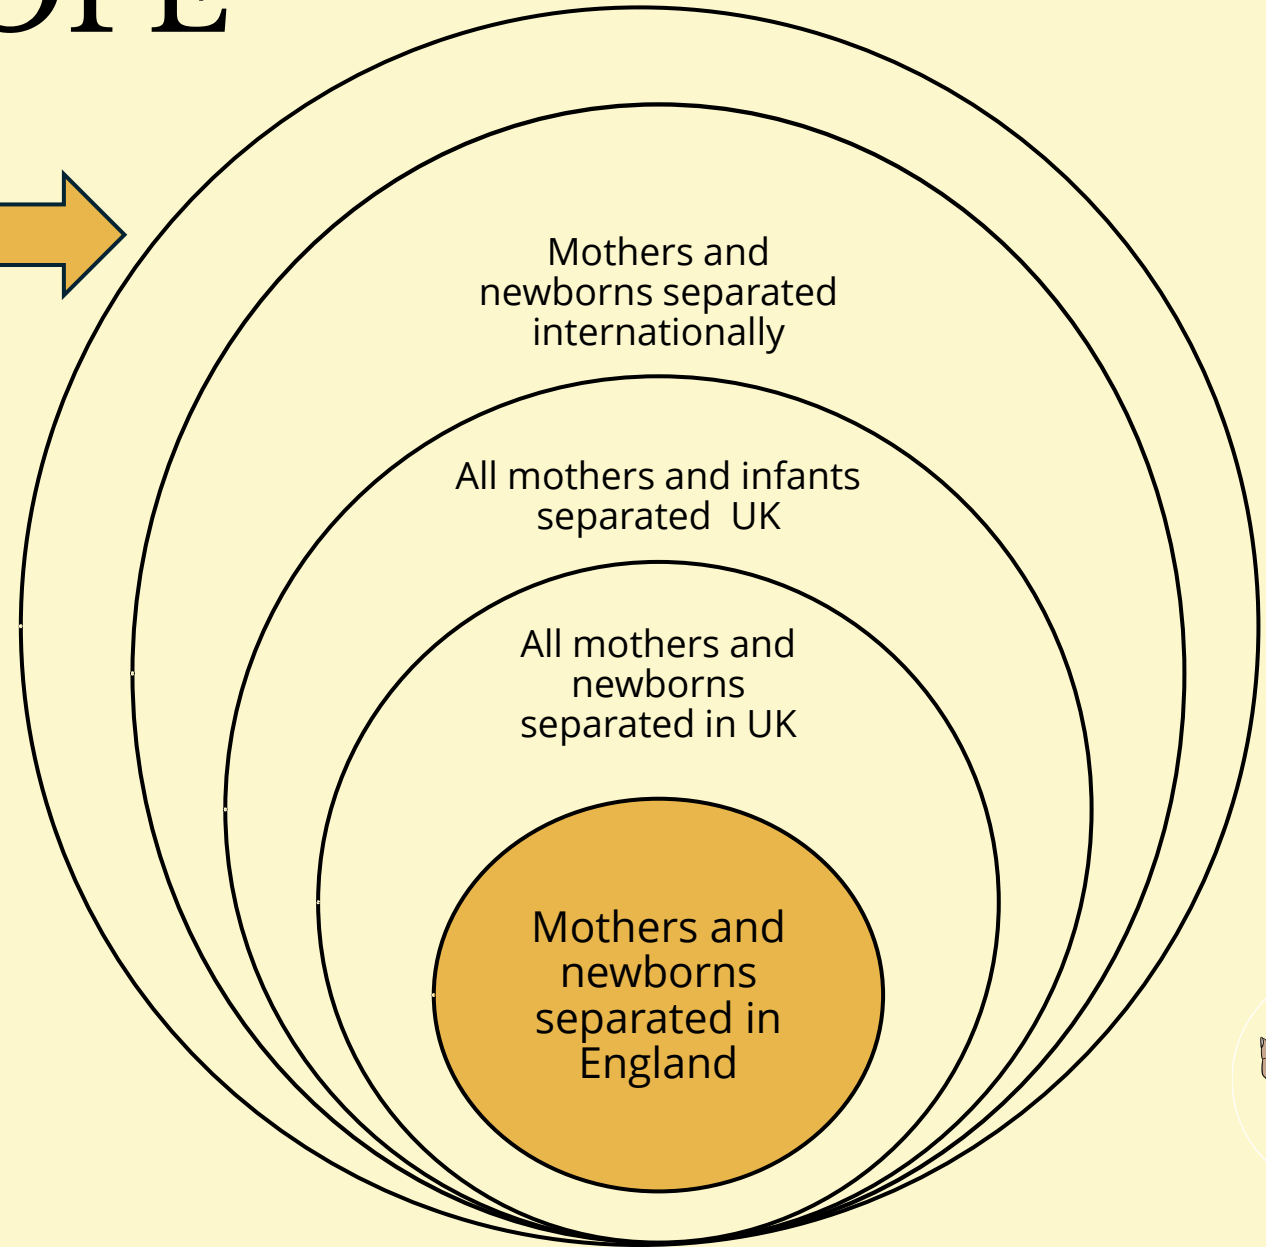 Mothers and
newborns separated
internationally
All mothers and infants
separated  UK
All mothers and
newborns
separated in UK
Mothers and
newborns
separated in
England